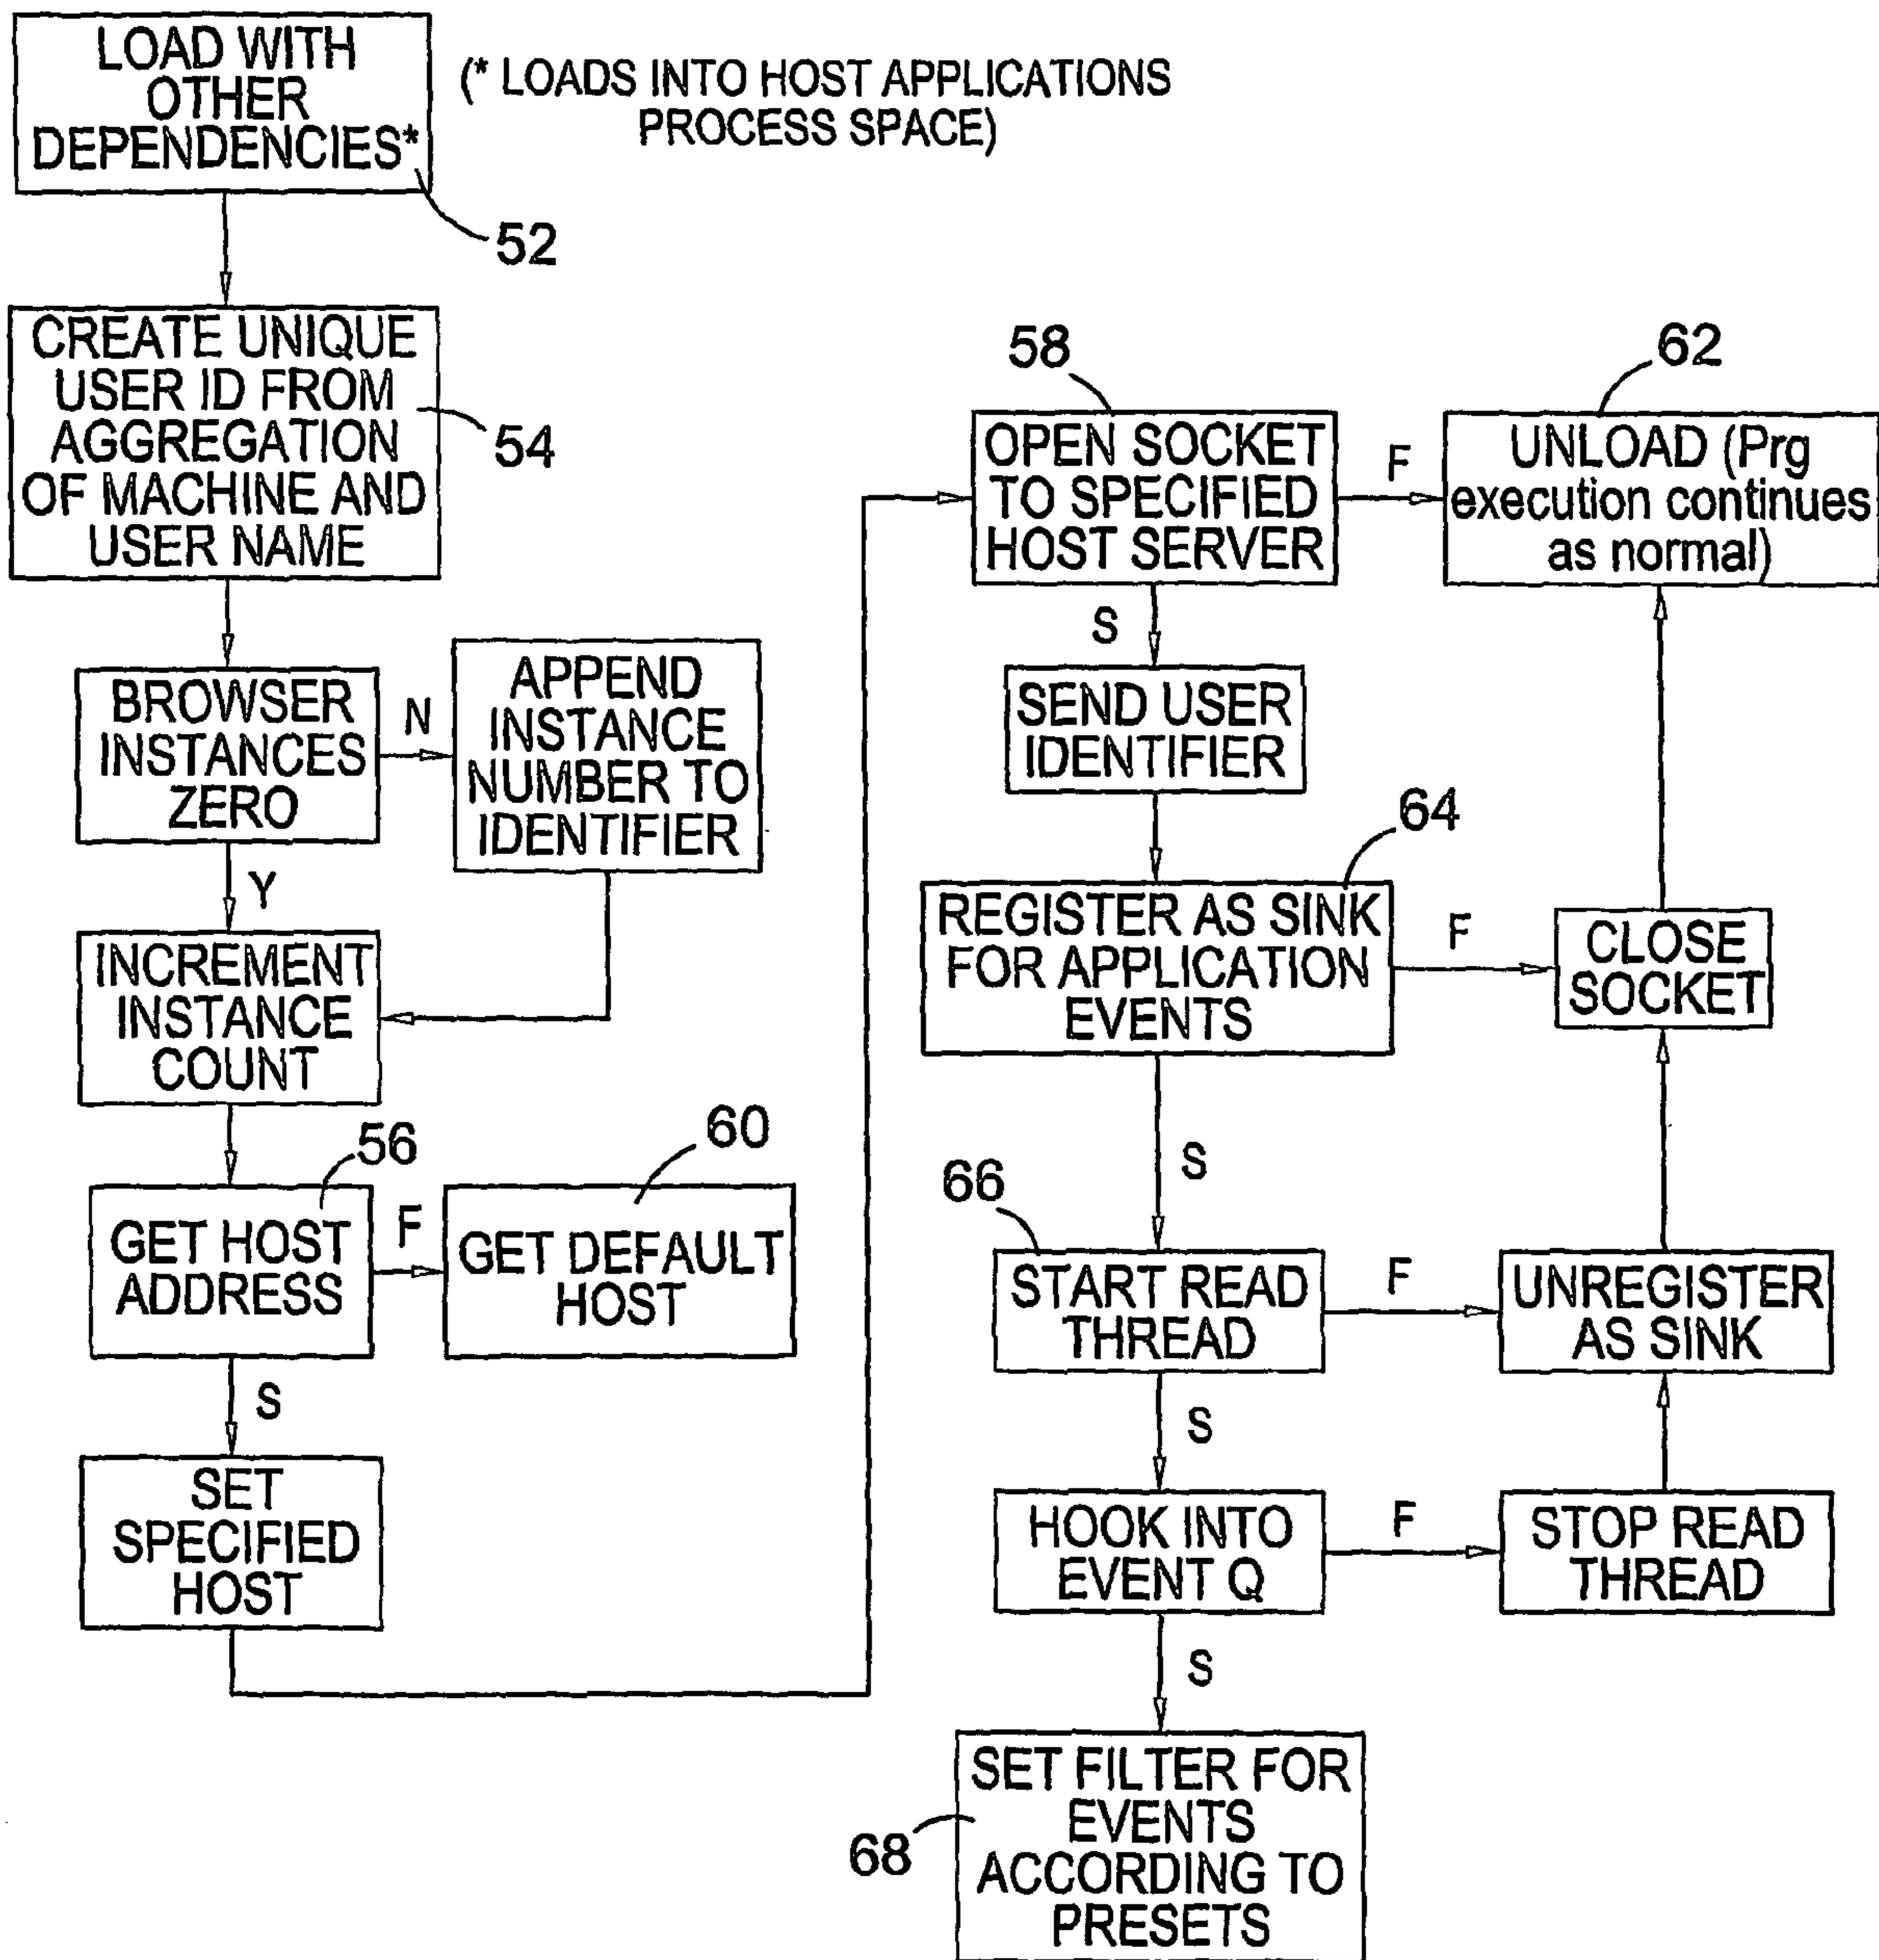 LOAD WITH
OTHER
DEPENDENCIES*
(* LOADS INTO HOST APPLICATIONS
PROCESS SPACE)
52
CREATE UNIQUE
USER ID FROM
AGGREGATION
OF MACHINE AND
USER NAME
54
BROWSER
INSTANCES
ZERO
N
APPEND
INSTANCE
NUMBER TO
IDENTIFIER
Y
INCREMENT
INSTANCE
COUNT
56
GET HOST
ADDRESS
F
60
GET DEFAULT
HOST
S
SET
SPECIFIED
HOST
58
OPEN SOCKET
TO SPECIFIED
HOST SERVER
F
62
UNLOAD (Prg
execution continues
as normal)
S
SEND USER
IDENTIFIER
64
REGISTER AS SINK
FOR APPLICATION
EVENTS
F
CLOSE
SOCKET
S
66
START READ
THREAD
F
UNREGISTER
AS SINK
S
HOOK INTO
EVENT Q
F
STOP READ
THREAD
S
SET FILTER FOR
EVENTS
ACCORDING TO
PRESETS
68